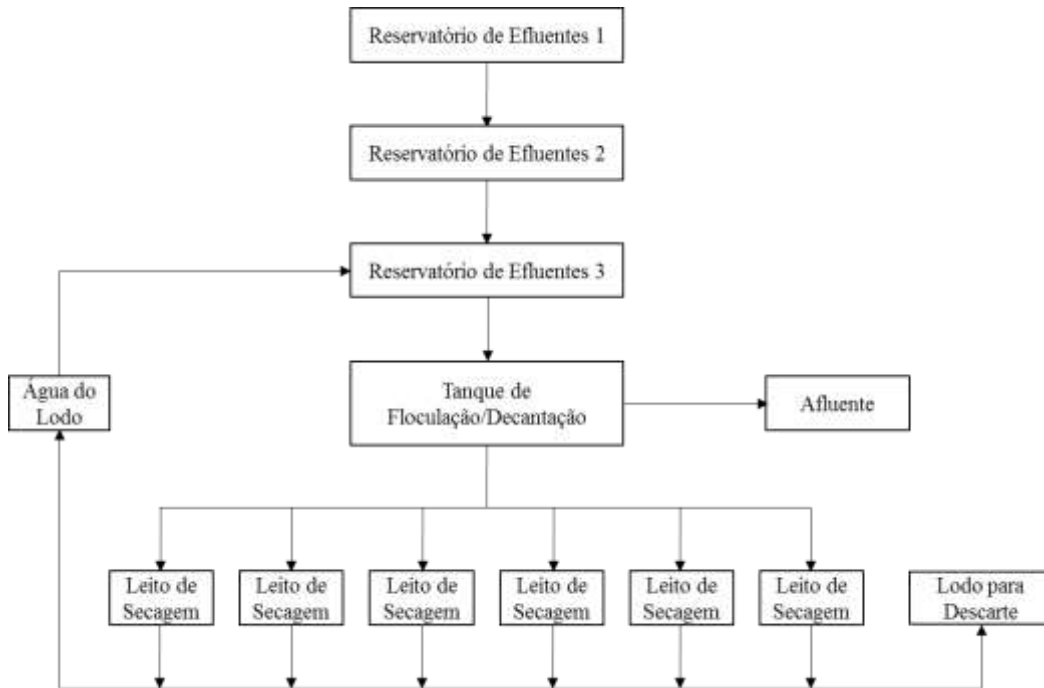 Reservatório de Efluentes 1
Reservatório de Efluentes 2
Reservatório de Efluentes 3
Água do
Lodo
Tanque de
Floculação/Decantação
Afluente
Leito de
Secagem
Leito de
Secagem
Leito de
Secagem
Leito de
Secagem
Leito de
Secagem
Leito de
Secagem
Lodo para
Descarte